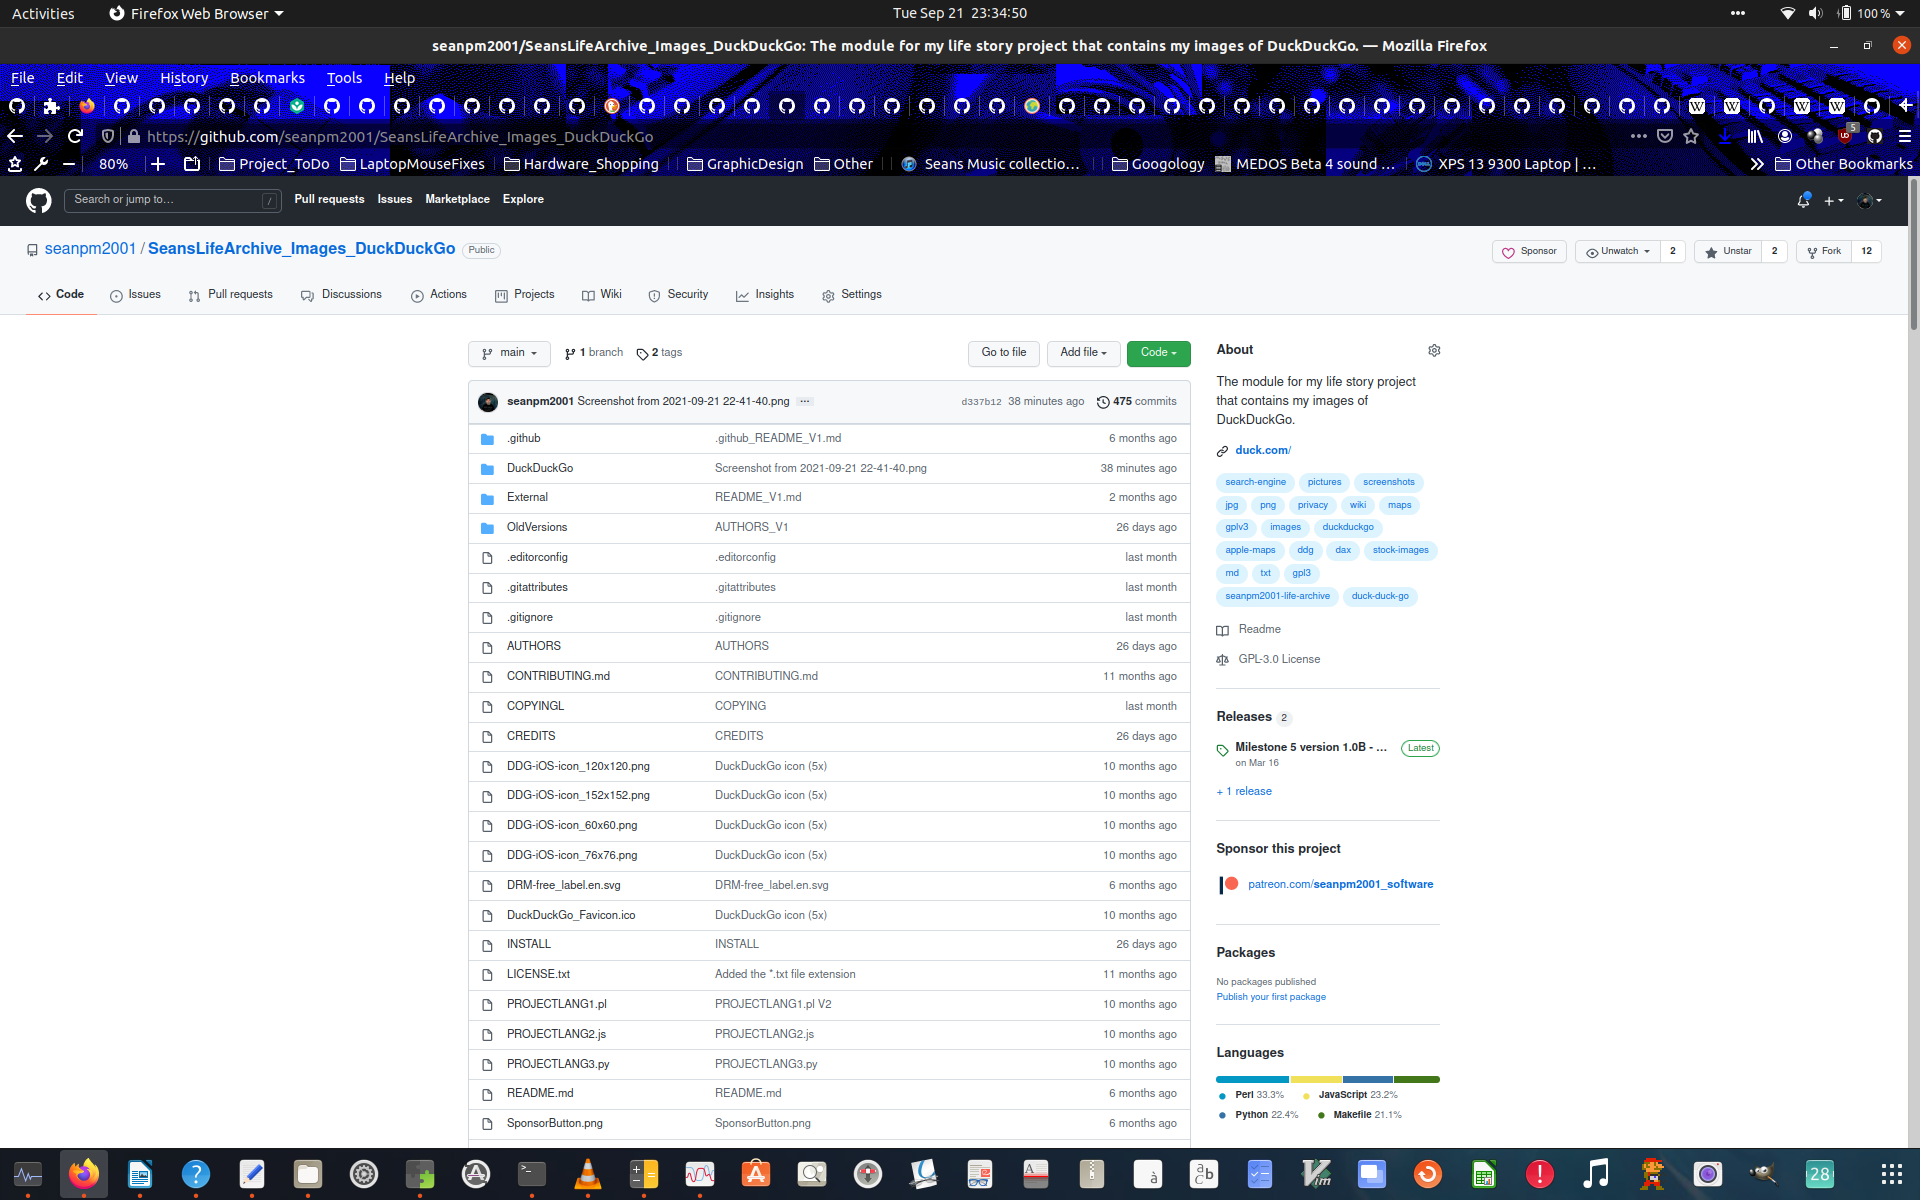 Activities
Firefox Web Browser
Tue Sep 21 23:34:50
100 %
seanpm2001/SeansLifeArchive_Images_DuckDuckGo: The module for my life story project that contains my images of DuckDuckGo. — Mozilla Firefox
File Edit View History Bookmarks Tools Help
https://github.com/seanpm2001/SeansLifeArchive_Images_DuckDuckGo
5
80%
Project_ToDo
LaptopMouseFixes
Hardware_Shopping
GraphicDesign
Other
Seans Music collectio…
Googology
MEDOS Beta 4 sound …
XPS 13 9300 Laptop | …
Other Bookmarks
Search or jump to…
/
Pull requests Issues Marketplace Explore
seanpm2001 / SeansLifeArchive_Images_DuckDuckGo
Public
Sponsor
Unwatch 2
Unstar 2
Fork 12
Code
Issues
Pull requests
Discussions
Actions
Projects
Wiki
Security
Insights
Settings
main
1 branch
2 tags
Go to file
Add file
Code
seanpm2001 Screenshot from 2021-09-21 22-41-40.png
d337b12 38 minutes ago
475 commits
.github .github_README_V1.md 6 months ago
DuckDuckGo Screenshot from 2021-09-21 22-41-40.png 38 minutes ago
External README_V1.md 2 months ago
OldVersions AUTHORS_V1 26 days ago
.editorconfig .editorconfig last month
.gitattributes .gitattributes last month
.gitignore .gitignore last month
AUTHORS AUTHORS 26 days ago
CONTRIBUTING.md CONTRIBUTING.md 11 months ago
COPYINGL COPYING last month
CREDITS CREDITS 26 days ago
DDG-iOS-icon_120x120.png DuckDuckGo icon (5x) 10 months ago
DDG-iOS-icon_152x152.png DuckDuckGo icon (5x) 10 months ago
DDG-iOS-icon_60x60.png DuckDuckGo icon (5x) 10 months ago
DDG-iOS-icon_76x76.png DuckDuckGo icon (5x) 10 months ago
DRM-free_label.en.svg DRM-free_label.en.svg 6 months ago
DuckDuckGo_Favicon.ico DuckDuckGo icon (5x) 10 months ago
INSTALL INSTALL 26 days ago
LICENSE.txt Added the *.txt file extension 11 months ago
PROJECTLANG1.pl PROJECTLANG1.pl V2 10 months ago
PROJECTLANG2.js PROJECTLANG2.js 10 months ago
PROJECTLANG3.py PROJECTLANG3.py 10 months ago
README.md README.md 6 months ago
SponsorButton.png SponsorButton.png 6 months ago
About
The module for my life story project
that contains my images of
DuckDuckGo.
duck.com/
search-engine pictures screenshots
jpg png privacy wiki maps
gplv3 images duckduckgo
apple-maps ddg dax stock-images
md txt gpl3
seanpm2001-life-archive duck-duck-go
Readme
GPL-3.0 License
Releases 2
Milestone 5 version 1.0B - ... Latest
on Mar 16
+ 1 release
Sponsor this project
patreon.com/seanpm2001_software
Packages
No packages published
Publish your first package
Languages
Perl 33.3% JavaScript 23.2%
Python 22.4% Makefile 21.1%
28